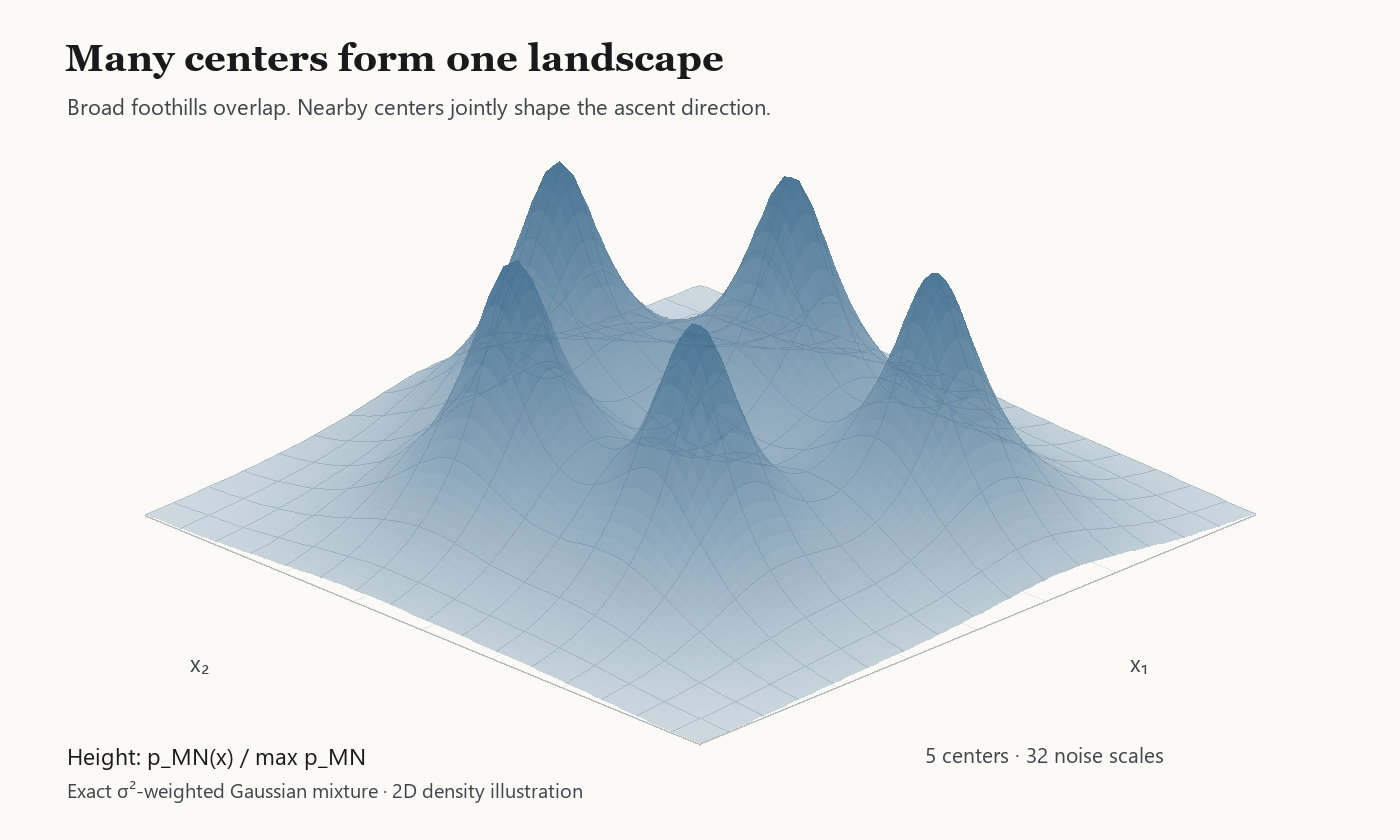 Many centers form one landscape
Broad foothills overlap. Nearby centers jointly shape the ascent direction.
x₂
x₁
Height: p_MN(x) / max p_MN
5 centers · 32 noise scales
Exact σ²-weighted Gaussian mixture · 2D density illustration